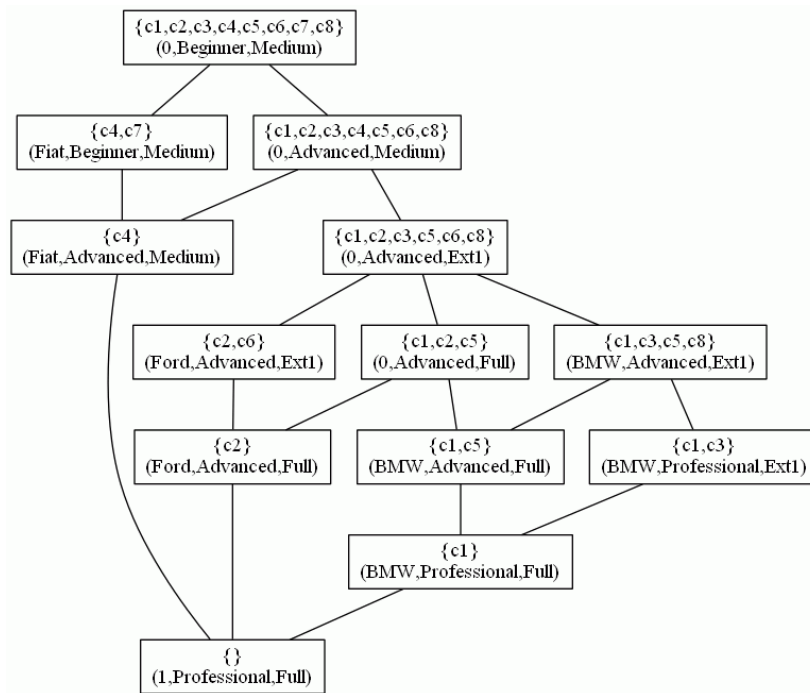 {c1,c2,c3,c4,c5,c6,c7,c8}
(0,Beginner,Medium)
{c4,c7}
(Fiat,Beginner,Medium)
{c1,c2,c3,c4,c5,c6,c8}
(0,Advanced,Medium)
{c4}
(Fiat,Advanced,Medium)
{c1,c2,c3,c5,c6,c8}
(0,Advanced,Ext1)
{c2,c6}
(Ford,Advanced,Ext1)
{c1,c2,c5}
(0,Advanced,Full)
{c1,c3,c5,c8}
(BMW,Advanced,Ext1)
{c2}
(Ford,Advanced,Full)
{c1,c5}
(BMW,Advanced,Full)
{c1,c3}
(BMW,Professional,Ext1)
{c1}
(BMW,Professional,Full)
{}
(1,Professional,Full)